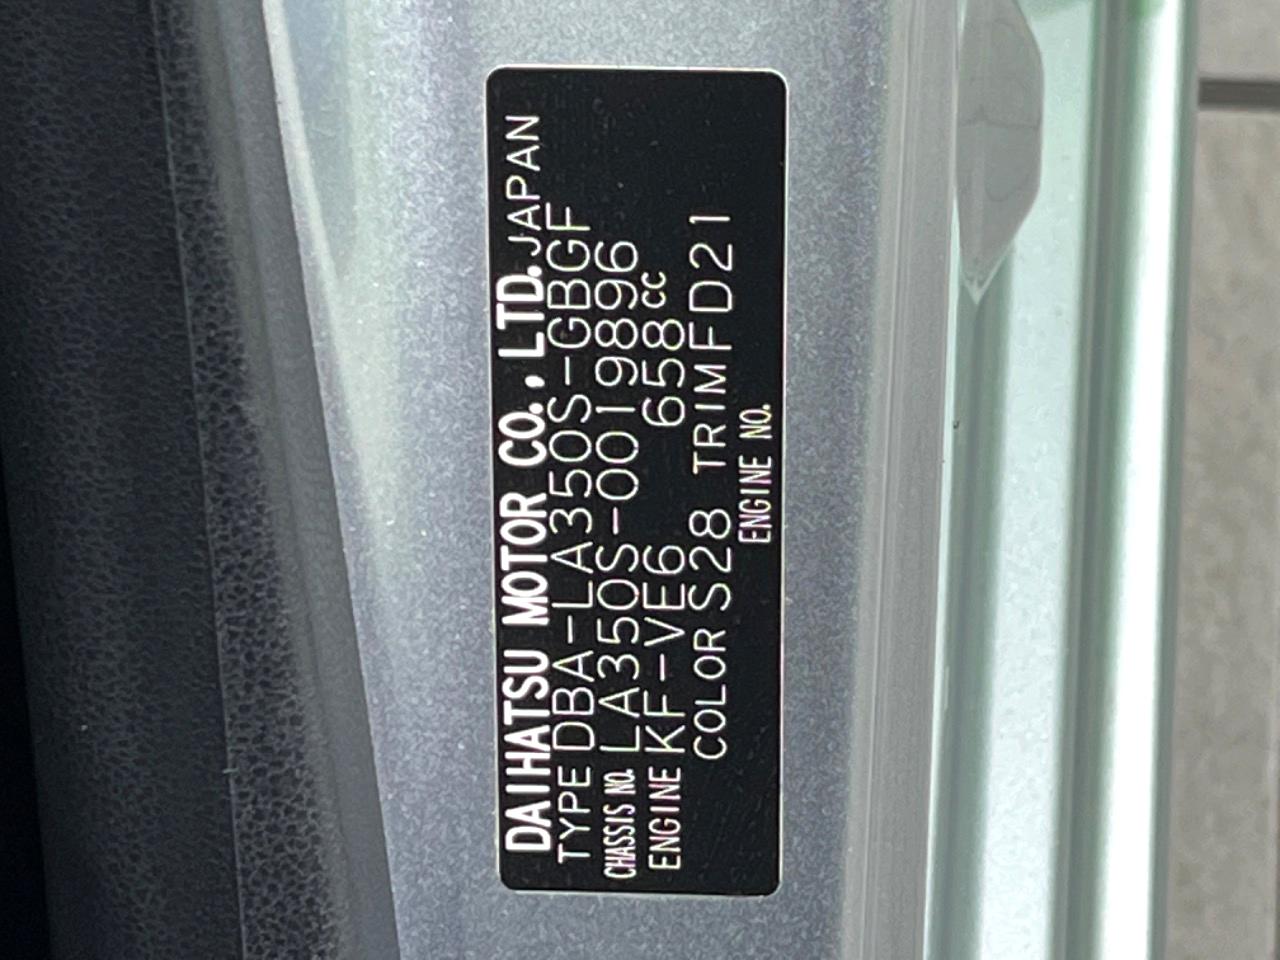 DAIHATSU MOTOR CO., LTD. JAPAN
TYPE DBA-LA350S-GBGF
CHASSIS NO. LA350S-0019896
ENGINE KF-VE6 658cc
COLOR S28 TRIM FD21
ENGINE NO.